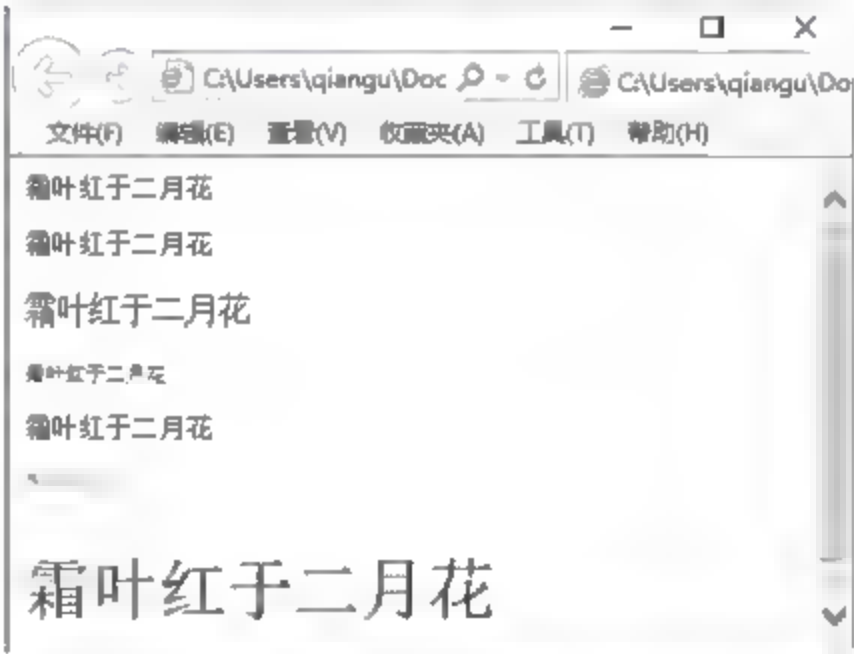 C:\Users\qiangu\Doc
C:\Users\qiangu\Do
文件(F) 编辑(E) 查看(V) 收藏夹(A) 工具(T) 帮助(H)
霜叶红于二月花
霜叶红于二月花
霜叶红于二月花
霜叶红于二月花
霜叶红于二月花
霜叶红于二月花